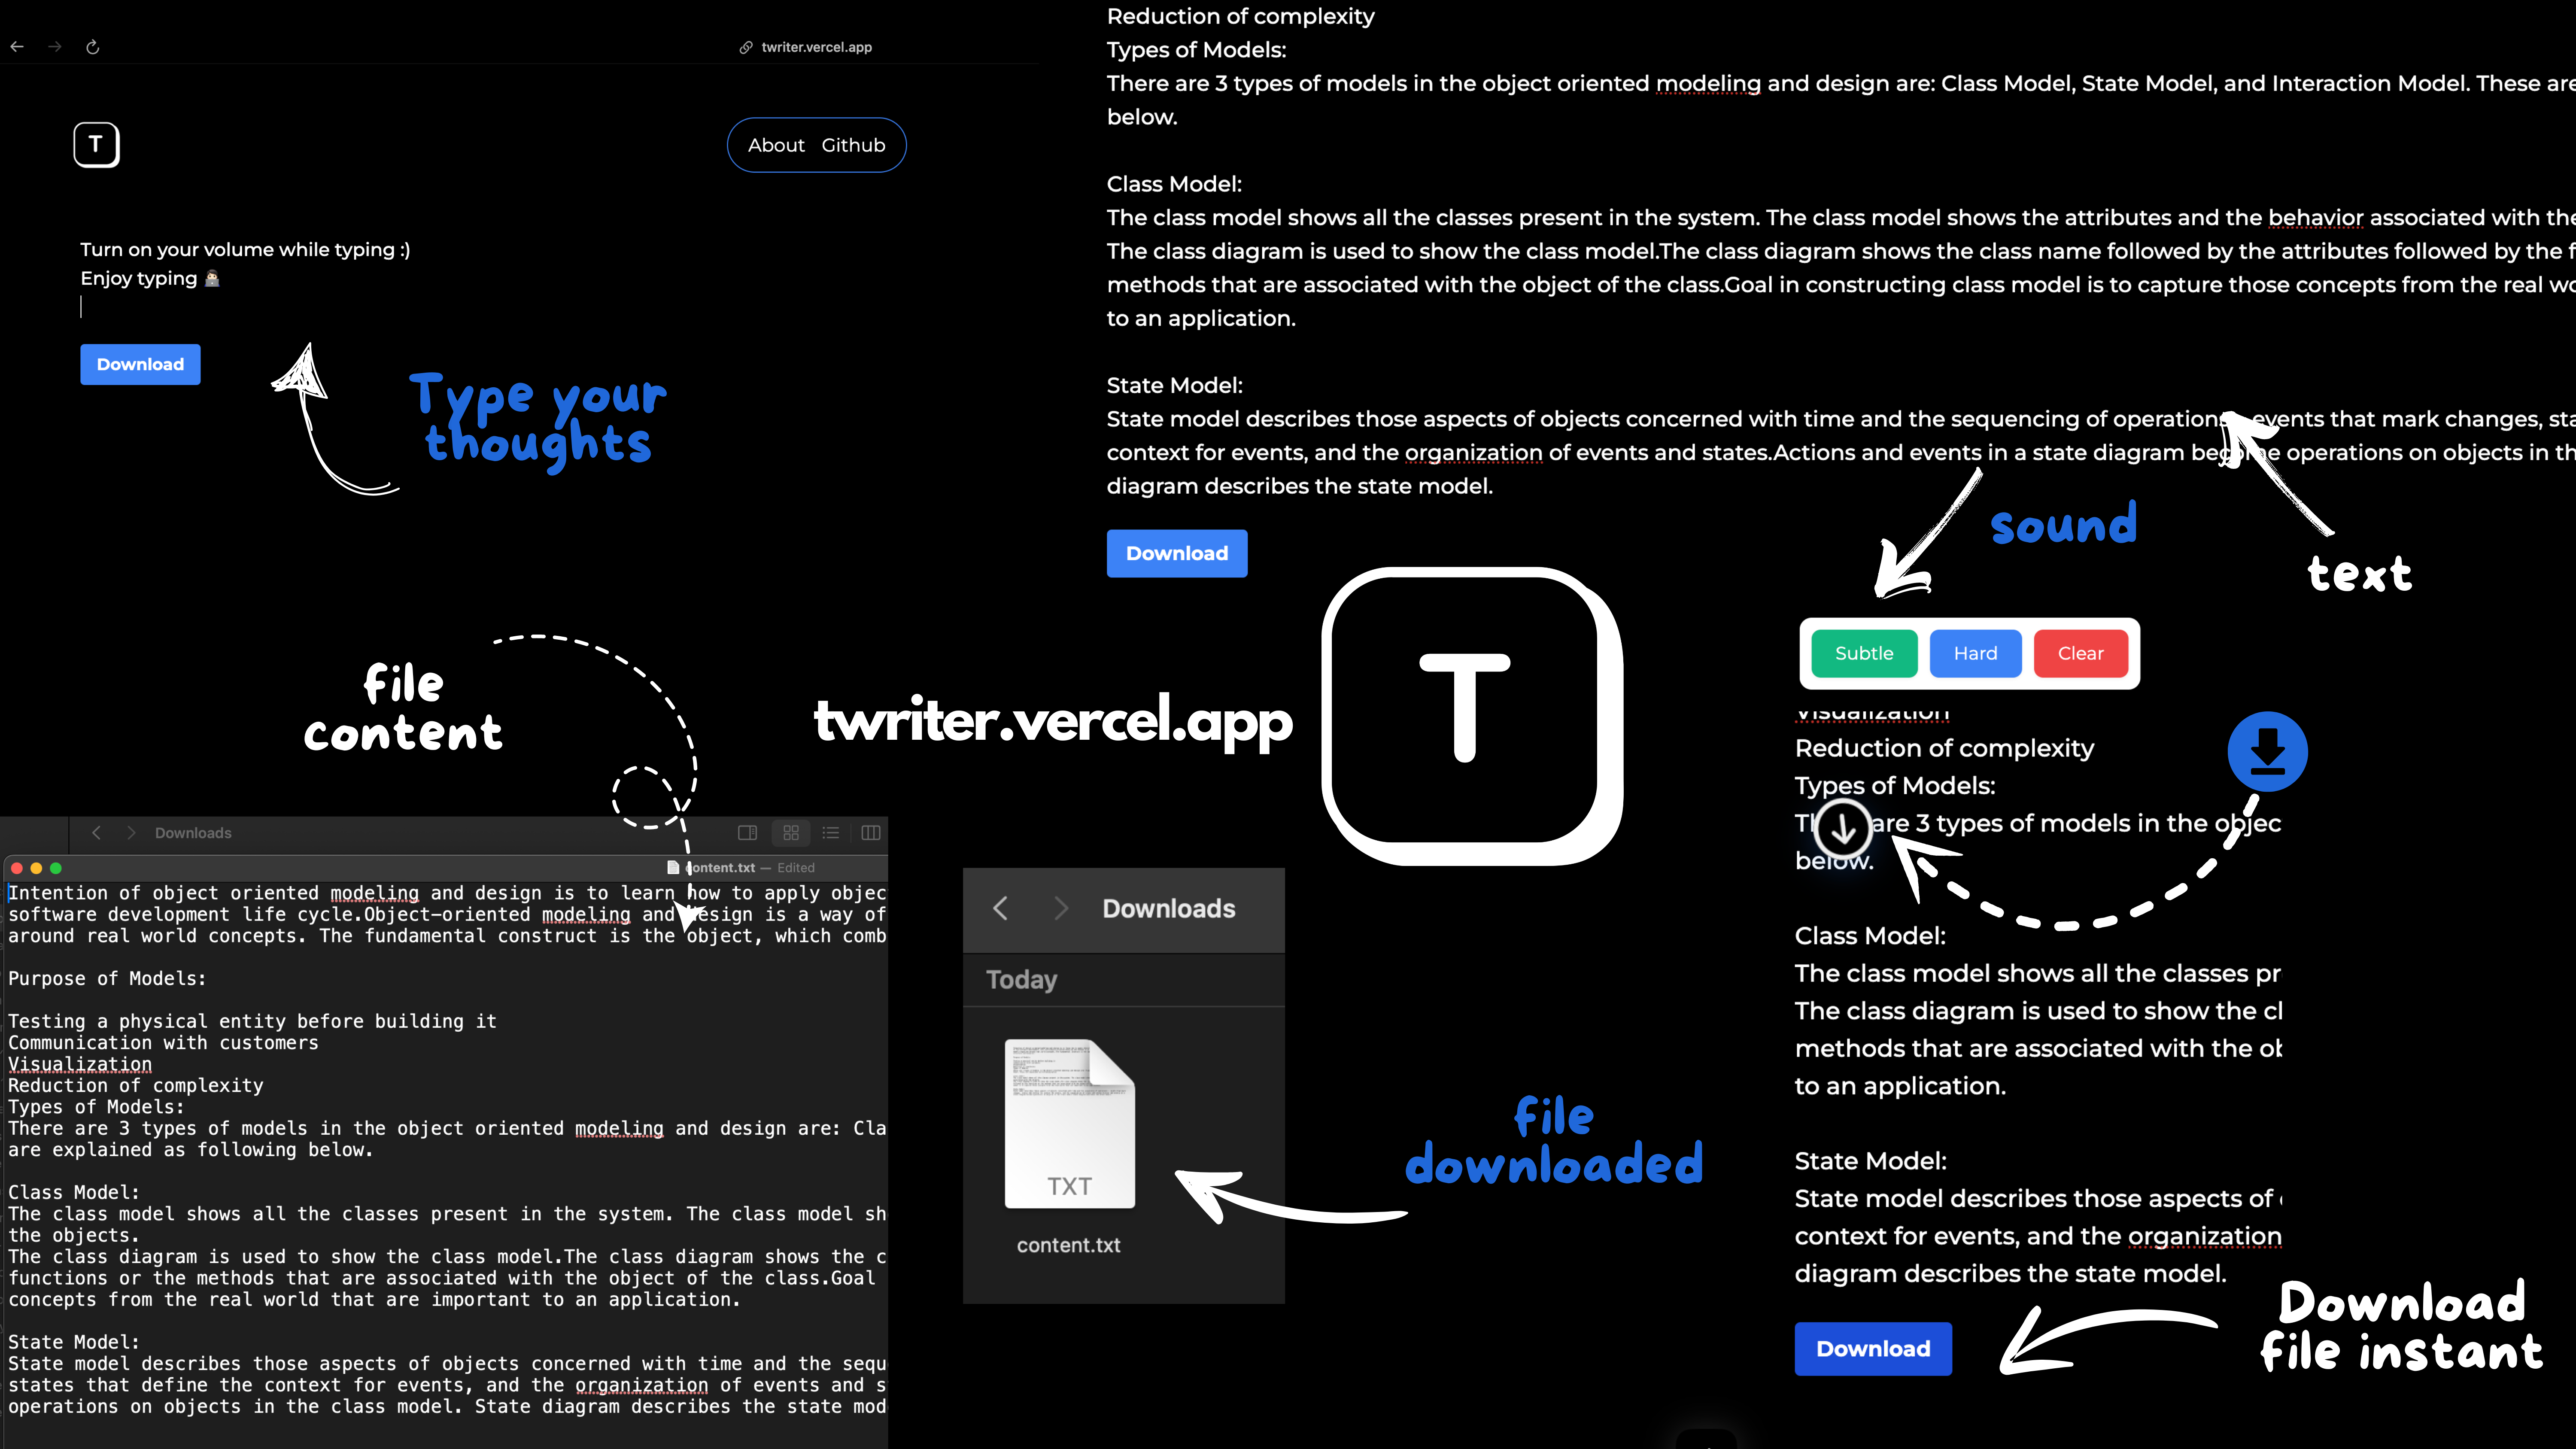 twriter.vercel.app
T
About Github
Turn on your volume while typing :)
Enjoy typing
Download
Type your
thoughts
Reduction of complexity
Types of Models:
There are 3 types of models in the object oriented modeling and design are: Class Model, State Model, and Interaction Model. These are
below.
Class Model:
The class model shows all the classes present in the system. The class model shows the attributes and the behavior associated with the
The class diagram is used to show the class model.The class diagram shows the class name followed by the attributes followed by the f
methods that are associated with the object of the class.Goal in constructing class model is to capture those concepts from the real wo
to an application.
State Model:
State model describes those aspects of objects concerned with time and the sequencing of operations events that mark changes, sta
context for events, and the organization of events and states.Actions and events in a state diagram become operations on objects in th
diagram describes the state model.
Download
sound
text
Subtle Hard Clear
file
content
twriter.vercel.app
T
Visualization
Reduction of complexity
Types of Models:
are 3 types of models in the objec
below.
Class Model:
The class model shows all the classes pr
The class diagram is used to show the cl
methods that are associated with the ob
to an application.
State Model:
State model describes those aspects of
context for events, and the organization
diagram describes the state model.
Download
Download
file instant
Downloads
content.txt — Edited
Intention of object oriented modeling and design is to learn how to apply objec
software development life cycle.Object-oriented modeling and design is a way of
around real world concepts. The fundamental construct is the object, which comb
Purpose of Models:
Testing a physical entity before building it
Communication with customers
Visualization
Reduction of complexity
Types of Models:
There are 3 types of models in the object oriented modeling and design are: Cla
are explained as following below.
Class Model:
The class model shows all the classes present in the system. The class model sh
the objects.
The class diagram is used to show the class model.The class diagram shows the c
functions or the methods that are associated with the object of the class.Goal
concepts from the real world that are important to an application.
State Model:
State model describes those aspects of objects concerned with time and the sequ
states that define the context for events, and the organization of events and s
operations on objects in the class model. State diagram describes the state mod
Downloads
Today
TXT
content.txt
file
downloaded